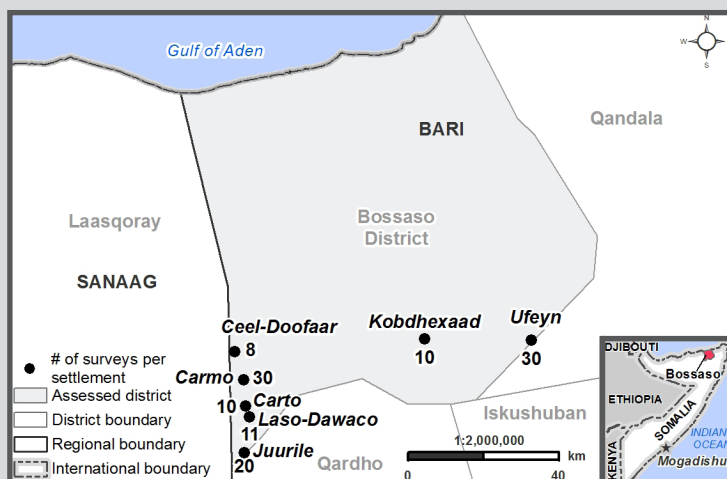 N
W
E
S
Gulf of Aden
BARI
Qandala
Laasqoray
Bossaso
District
SANAAG
Ceel-Doofaar
8
Kobdhexaad
10
Ufeyn
30
Carmo
30
10
Carto
Laso-Dawaco
11
Juurile
20
Qardho
Iskushuban
# of surveys per
settlement
Assessed district
District boundary
Regional boundary
International boundary
1:2,000,000
km
0
20
40
DJIBOUTI
Bossaso
ETHIOPIA
SOMALIA
INDIAN
OCEAN
KENYA
Mogadishu